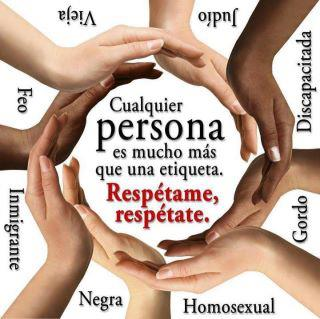 Cualquier
persona
es mucho más
que una etiqueta.
Respétame,
respétate.
Vieja
Judío
Discapacitada
Gordo
Homosexual
Negra
Inmigrante
Feo